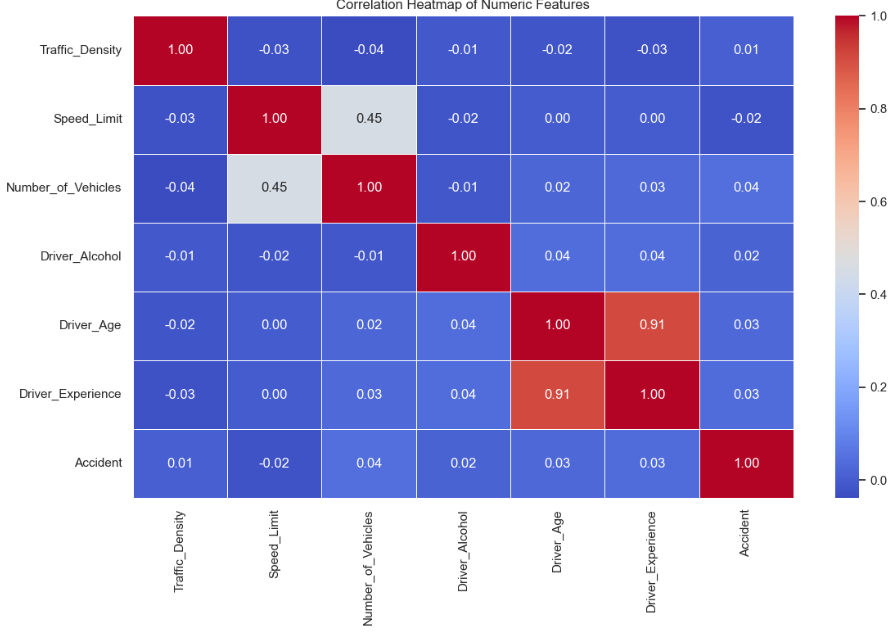 Correlation Heatmap of Numeric Features
Traffic_Density 1.00 -0.03 -0.04 -0.01 -0.02 -0.03 0.01
Speed_Limit -0.03 1.00 0.45 -0.02 0.00 0.00 -0.02
Number_of_Vehicles -0.04 0.45 1.00 -0.01 0.02 0.03 0.04
Driver_Alcohol -0.01 -0.02 -0.01 1.00 0.04 0.04 0.02
Driver_Age -0.02 0.00 0.02 0.04 1.00 0.91 0.03
Driver_Experience -0.03 0.00 0.03 0.04 0.91 1.00 0.03
Accident 0.01 -0.02 0.04 0.02 0.03 0.03 1.00
Traffic_Density
Speed_Limit
Number_of_Vehicles
Driver_Alcohol
Driver_Age
Driver_Experience
Accident
1.0
0.8
0.6
0.4
0.2
0.0